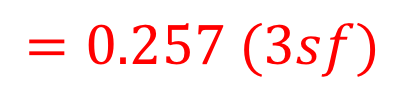 = 0.257 (3sf)